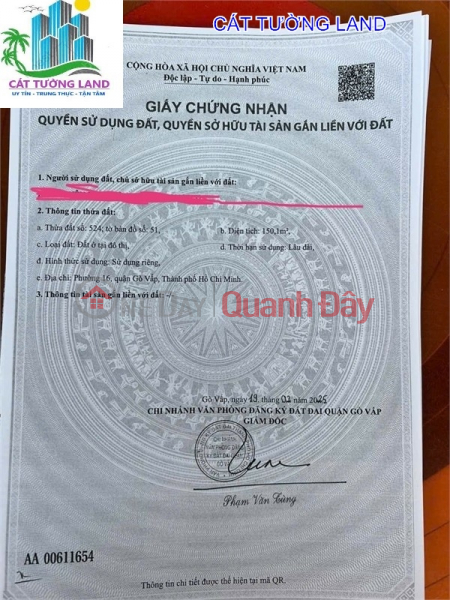 CÁT TƯỜNG LAND
CÁT TƯỜNG LAND
UY TÍN - TRUNG THỰC - TẬN TÂM
CỘNG HÒA XÃ HỘI CHỦ NGHĨA VIỆT NAM
Độc lập - Tự do - Hạnh phúc
GIẤY CHỨNG NHẬN
QUYỀN SỬ DỤNG ĐẤT, QUYỀN SỞ HỮU TÀI SẢN GẮN LIỀN VỚI ĐẤT
1. Người sử dụng đất, chủ sở hữu tài sản gắn liền với đất:
2. Thông tin thửa đất:
a. Thửa đất số: 524; tờ bản đồ số: 51,
b. Diện tích: 150,1m²,
c. Loại đất: Đất ở tại đô thị,
d. Thời hạn sử dụng: Lâu dài,
đ. Hình thức sử dụng: Sử dụng riêng,
e. Địa chỉ: Phường 16, quận Gò Vấp, Thành phố Hồ Chí Minh
3. Thông tin tài sản gắn liền với đất: -/-
Quanh Đây
Gò Vấp, ngày 19 tháng 02 năm 2025
CHI NHÁNH VĂN PHÒNG ĐĂNG KÝ ĐẤT ĐAI QUẬN GÒ VẤP
GIÁM ĐỐC
Phạm Văn Cừng
AA 00611654
Thông tin chi tiết được thể hiện tại mã QR.